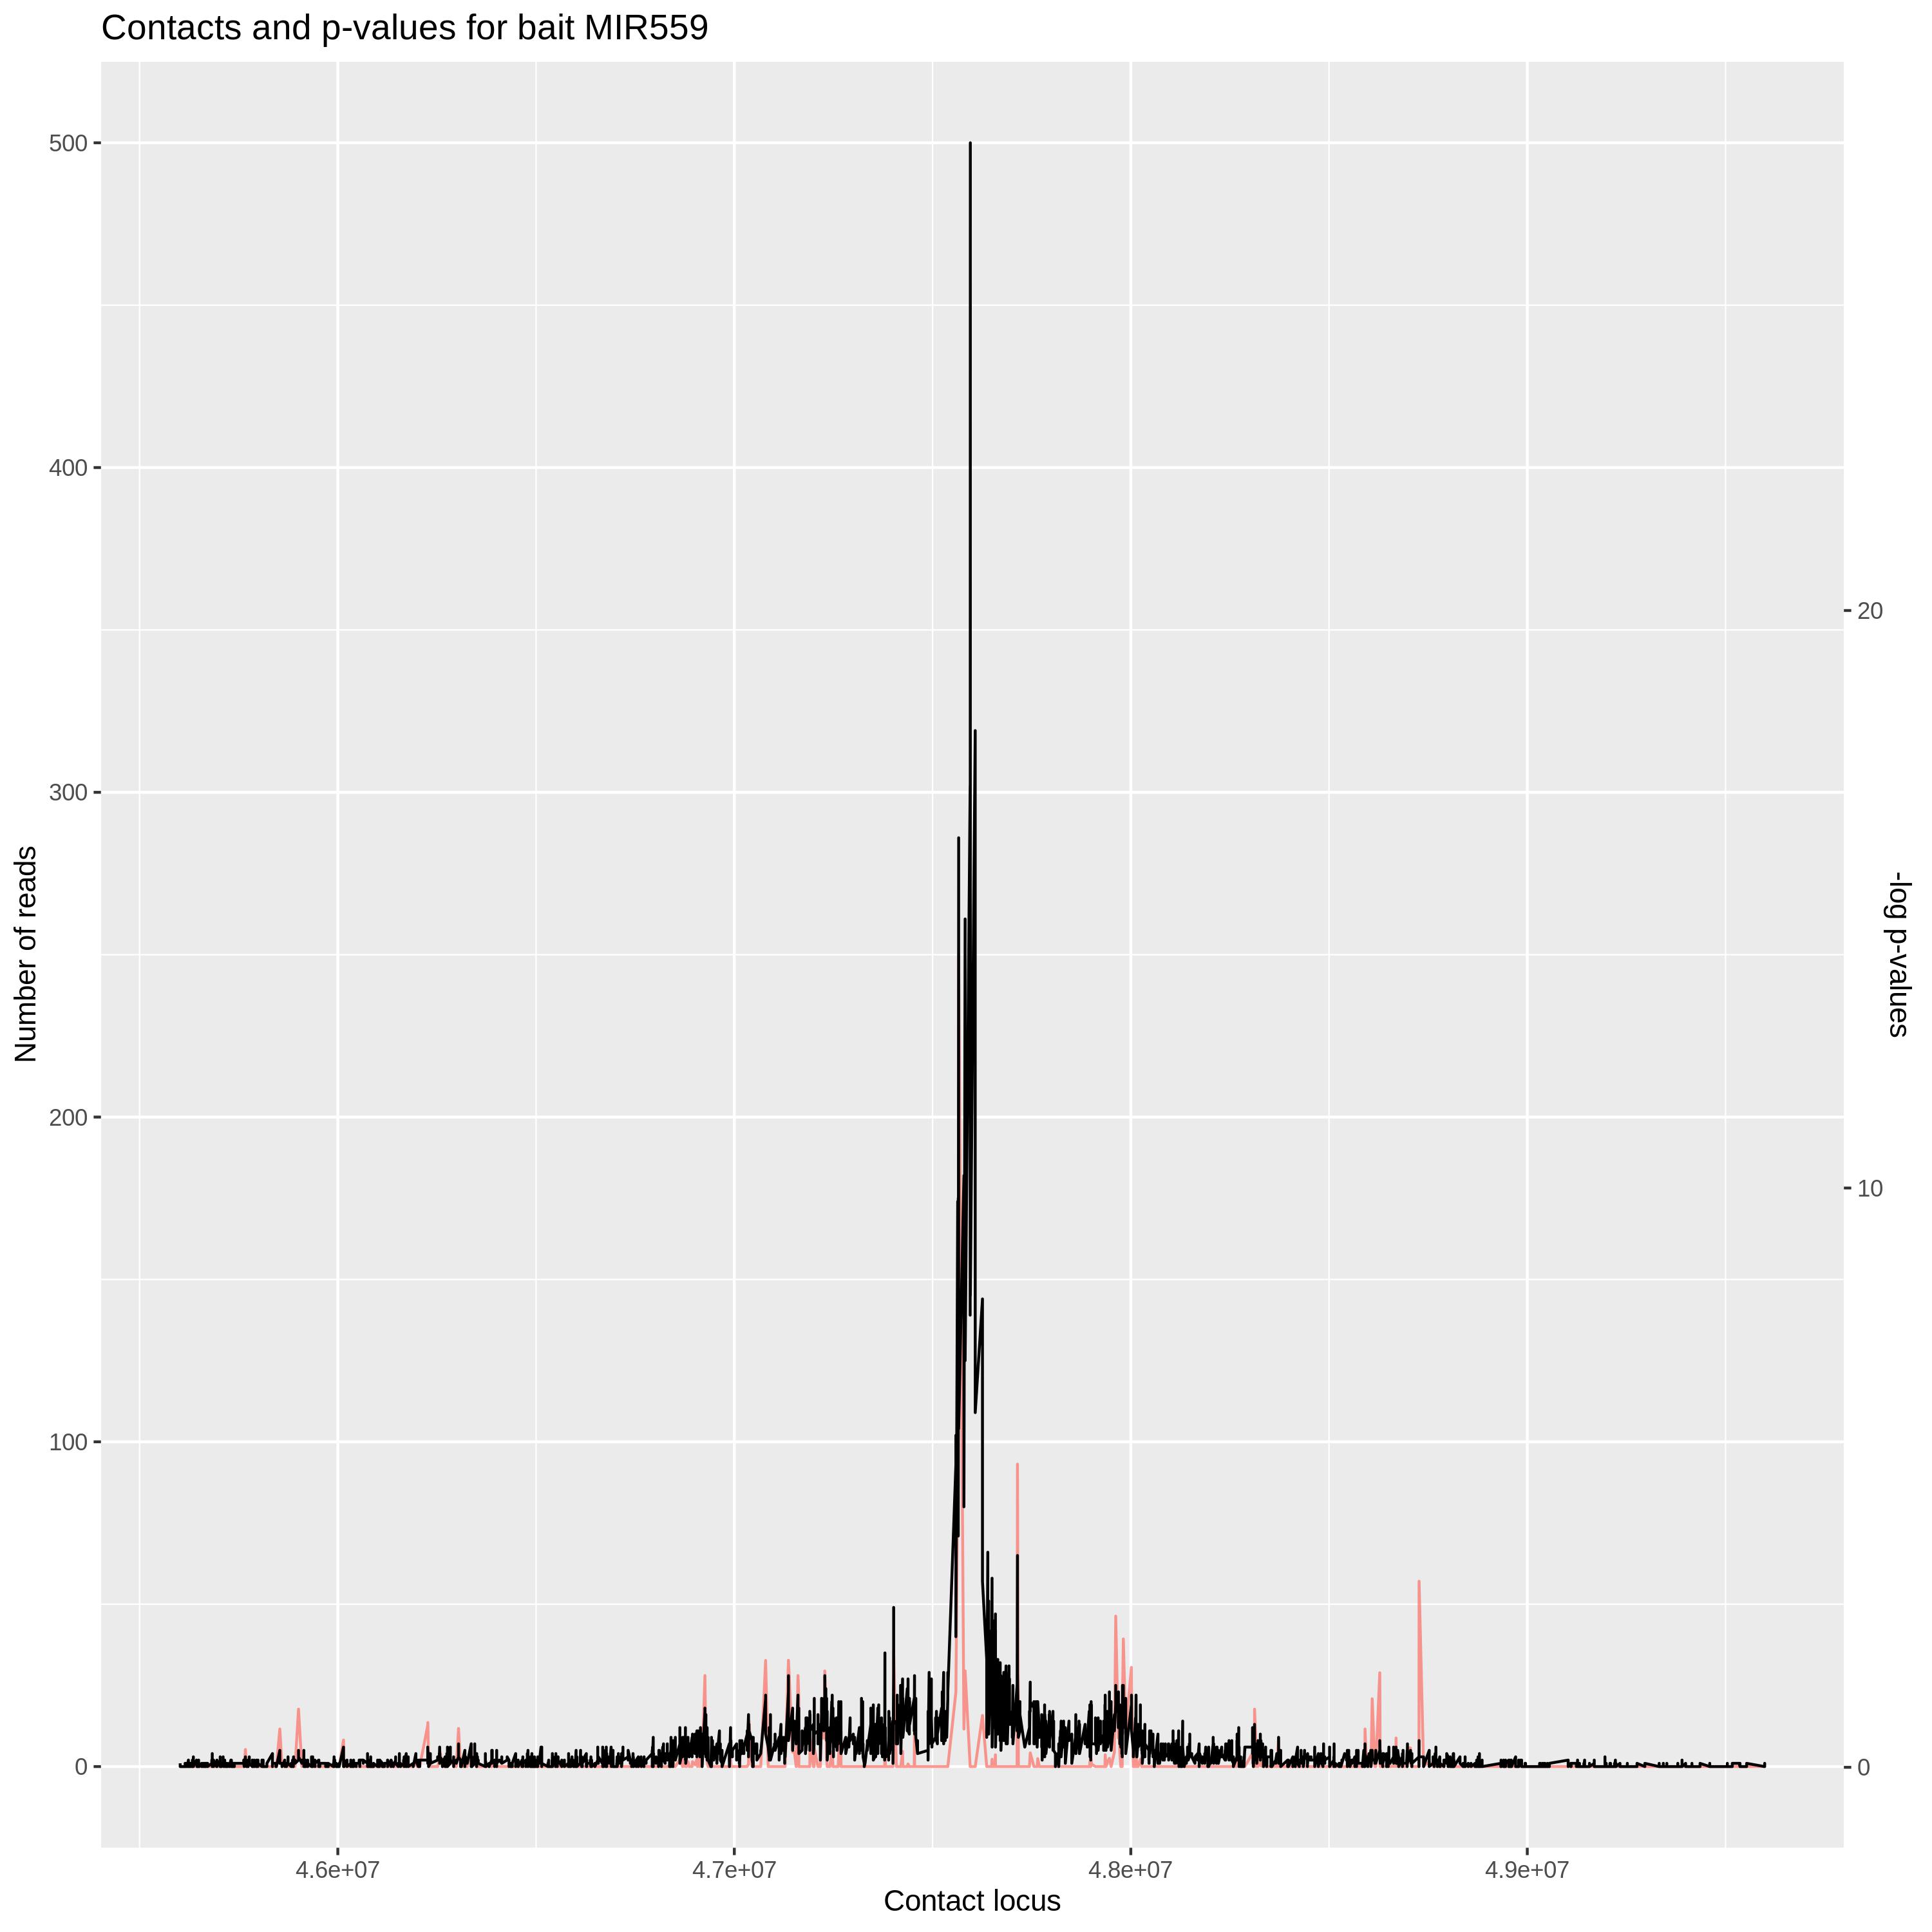 Contacts and p-values for bait MIR559
500
400
300
200
100
0
Number of reads
20
10
0
-log p-values
4.6e+07 4.7e+07 4.8e+07 4.9e+07
Contact locus